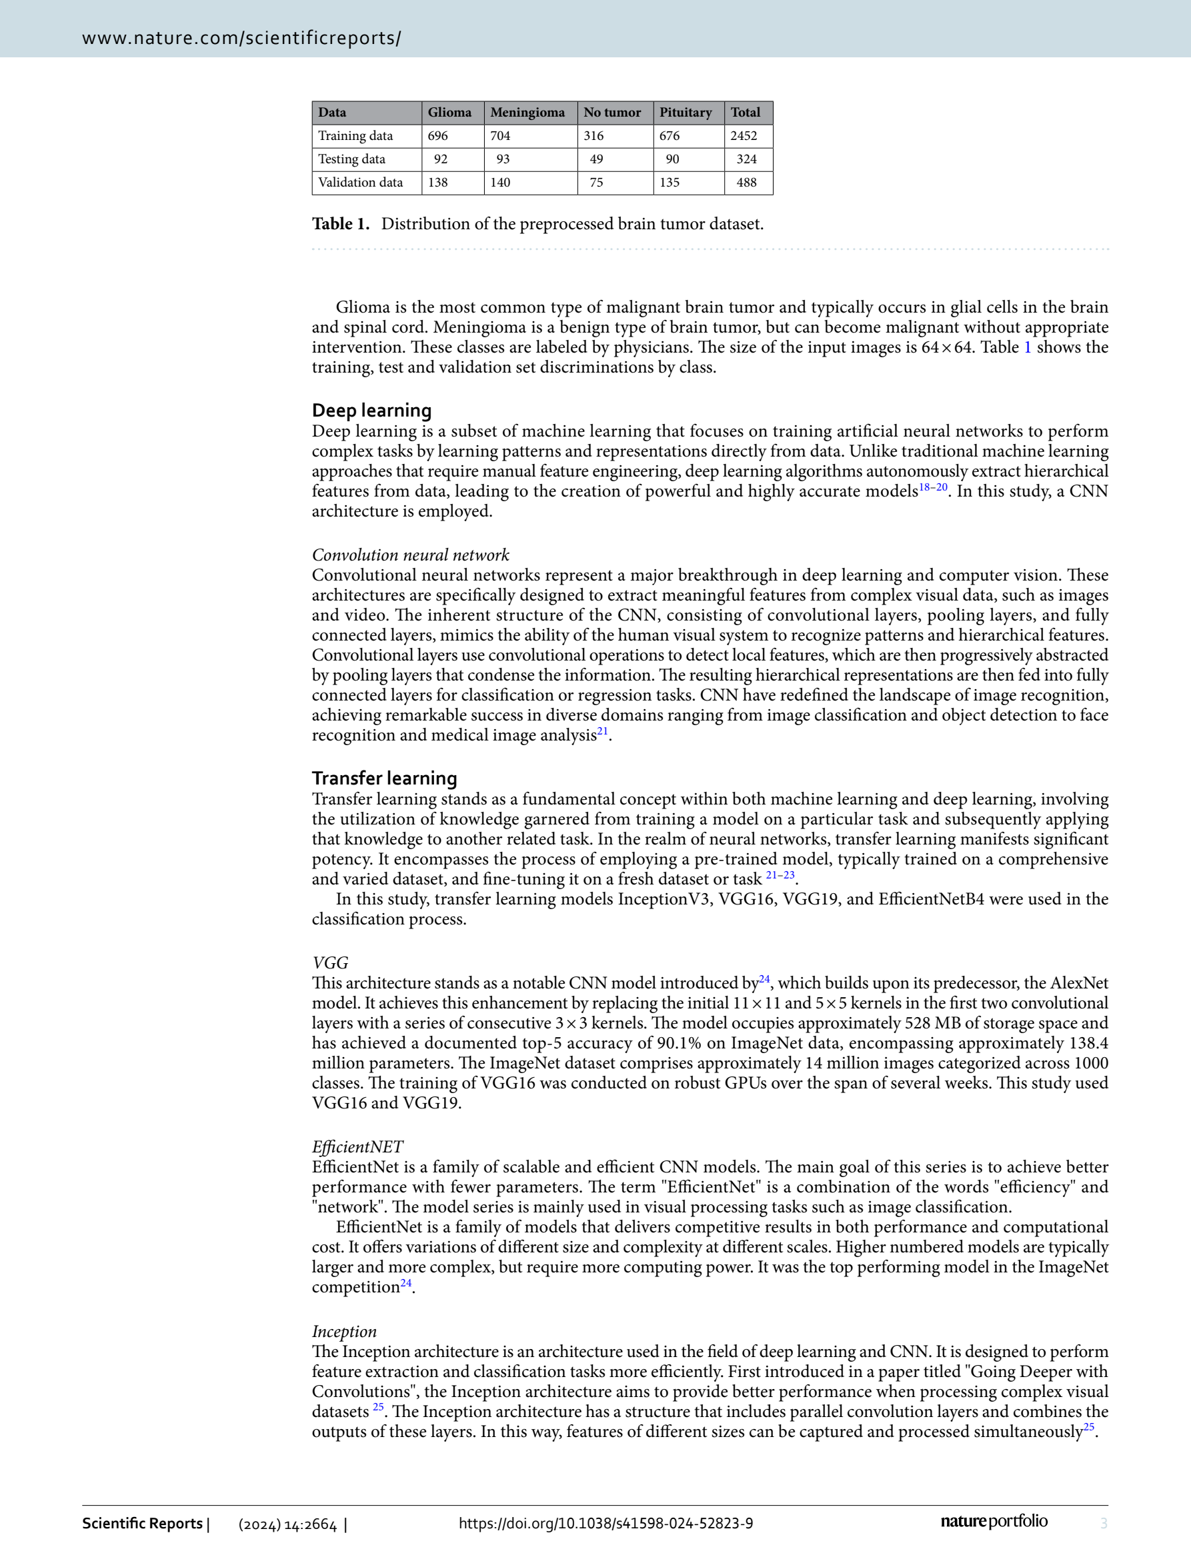 www.nature.com/scientificreports/
Data Glioma Meningioma No tumor Pituitary Total
Training data 696 704 316 676 2452
Testing data 92 93 49 90 324
Validation data 138 140 75 135 488
Table 1. Distribution of the preprocessed brain tumor dataset.
Glioma is the most common type of malignant brain tumor and typically occurs in glial cells in the brain
and spinal cord. Meningioma is a benign type of brain tumor, but can become malignant without appropriate
intervention. These classes are labeled by physicians. The size of the input images is 64 × 64. Table 1 shows the
training, test and validation set discriminations by class.
Deep learning
Deep learning is a subset of machine learning that focuses on training artificial neural networks to perform
complex tasks by learning patterns and representations directly from data. Unlike traditional machine learning
approaches that require manual feature engineering, deep learning algorithms autonomously extract hierarchical
features from data, leading to the creation of powerful and highly accurate models18–20. In this study, a CNN
architecture is employed.
Convolution neural network
Convolutional neural networks represent a major breakthrough in deep learning and computer vision. These
architectures are specifically designed to extract meaningful features from complex visual data, such as images
and video. The inherent structure of the CNN, consisting of convolutional layers, pooling layers, and fully
connected layers, mimics the ability of the human visual system to recognize patterns and hierarchical features.
Convolutional layers use convolutional operations to detect local features, which are then progressively abstracted
by pooling layers that condense the information. The resulting hierarchical representations are then fed into fully
connected layers for classification or regression tasks. CNN have redefined the landscape of image recognition,
achieving remarkable success in diverse domains ranging from image classification and object detection to face
recognition and medical image analysis21.
Transfer learning
Transfer learning stands as a fundamental concept within both machine learning and deep learning, involving
the utilization of knowledge garnered from training a model on a particular task and subsequently applying
that knowledge to another related task. In the realm of neural networks, transfer learning manifests significant
potency. It encompasses the process of employing a pre-trained model, typically trained on a comprehensive
and varied dataset, and fine-tuning it on a fresh dataset or task 21–23.
In this study, transfer learning models InceptionV3, VGG16, VGG19, and EfficientNetB4 were used in the
classification process.
VGG
This architecture stands as a notable CNN model introduced by24, which builds upon its predecessor, the AlexNet
model. It achieves this enhancement by replacing the initial 11 × 11 and 5 × 5 kernels in the first two convolutional
layers with a series of consecutive 3 × 3 kernels. The model occupies approximately 528 MB of storage space and
has achieved a documented top-5 accuracy of 90.1% on ImageNet data, encompassing approximately 138.4
million parameters. The ImageNet dataset comprises approximately 14 million images categorized across 1000
classes. The training of VGG16 was conducted on robust GPUs over the span of several weeks. This study used
VGG16 and VGG19.
EfficientNET
EfficientNet is a family of scalable and efficient CNN models. The main goal of this series is to achieve better
performance with fewer parameters. The term "EfficientNet" is a combination of the words "efficiency" and
"network". The model series is mainly used in visual processing tasks such as image classification.
EfficientNet is a family of models that delivers competitive results in both performance and computational
cost. It offers variations of different size and complexity at different scales. Higher numbered models are typically
larger and more complex, but require more computing power. It was the top performing model in the ImageNet
competition24.
Inception
The Inception architecture is an architecture used in the field of deep learning and CNN. It is designed to perform
feature extraction and classification tasks more efficiently. First introduced in a paper titled "Going Deeper with
Convolutions", the Inception architecture aims to provide better performance when processing complex visual
datasets 25. The Inception architecture has a structure that includes parallel convolution layers and combines the
outputs of these layers. In this way, features of different sizes can be captured and processed simultaneously25.
Scientific Reports | (2024) 14:2664 | https://doi.org/10.1038/s41598-024-52823-9 natureportfolio 3